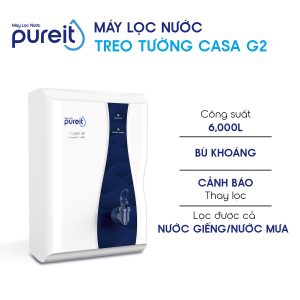 Máy Lọc Nước
pureit
MÁY LỌC NƯỚC
TREO TƯỜNG CASA G2
pureit
Công suất
6,000L
BÙ KHOÁNG
CẢNH BÁO
Thay lọc
Lọc được cả
NƯỚC GIẾNG/NƯỚC MƯA